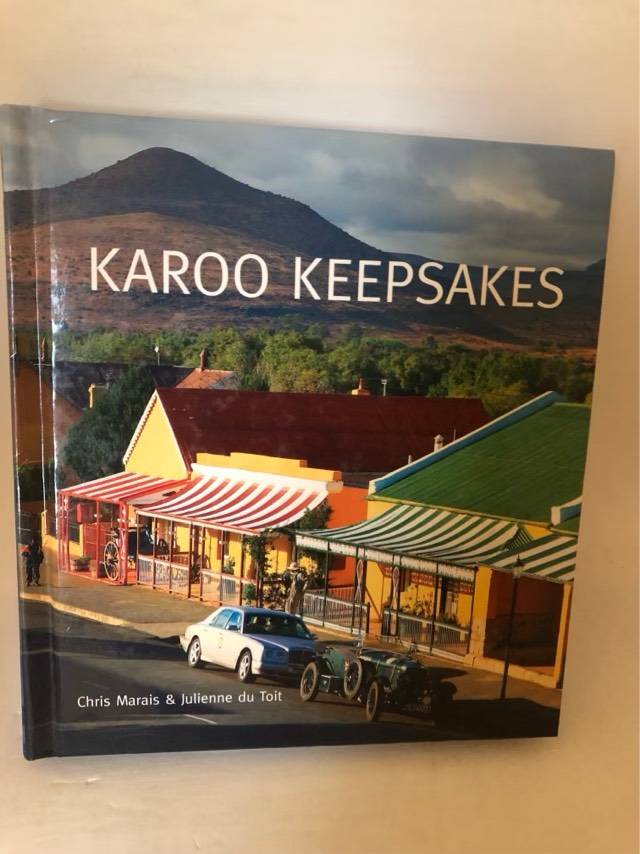 KAROO KEEPSAKES
Chris Marais & Julienne du Toit